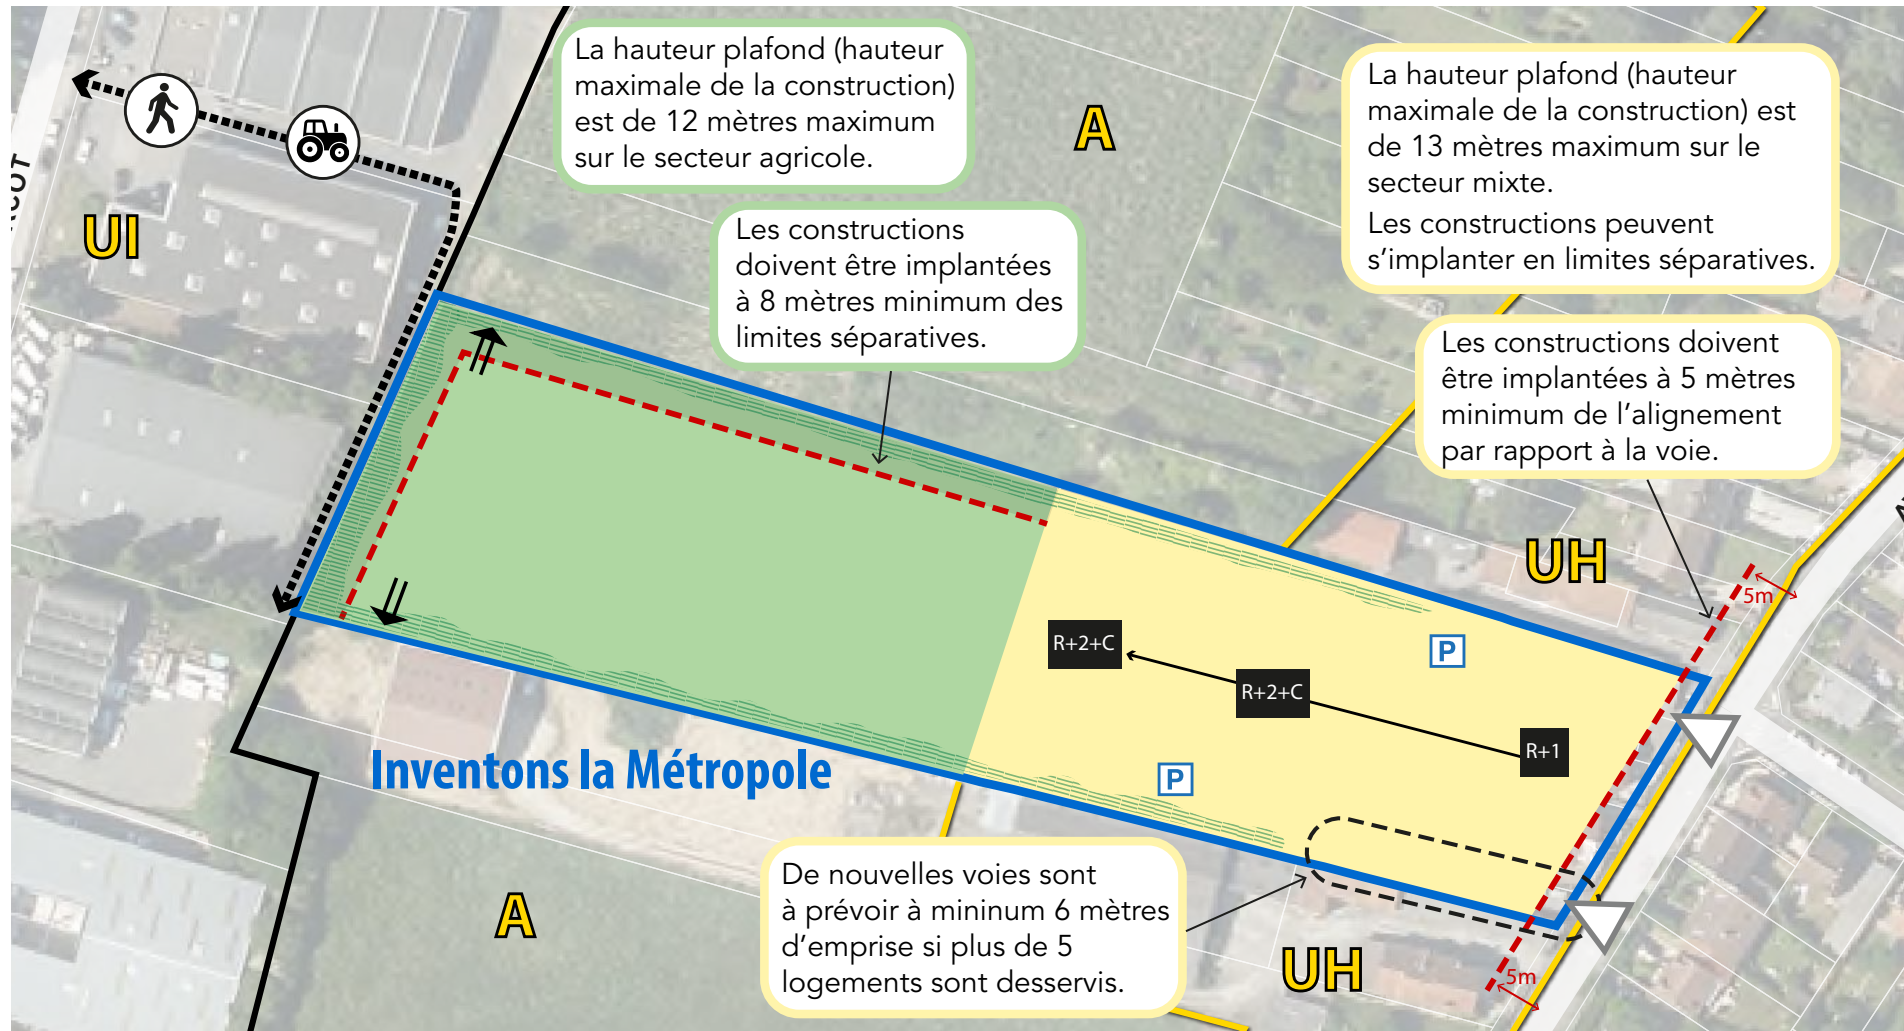 La hauteur plafond (hauteur
maximale de la construction)
est de 12 mètres maximum
sur le secteur agricole.
A
La hauteur plafond (hauteur
maximale de la construction) est
de 13 mètres maximum sur le
secteur mixte.
Les constructions peuvent
s’implanter en limites séparatives.
UI
Les constructions
doivent être implantées
à 8 mètres minimum des
limites séparatives.
Les constructions doivent
être implantées à 5 mètres
minimum de l’alignement
par rapport à la voie.
UH
5m
R+2+C
P
R+2+C
R+1
Inventons la Métropole
P
De nouvelles voies sont
à prévoir à mininum 6 mètres
d’emprise si plus de 5
logements sont desservis.
A
UH
5m